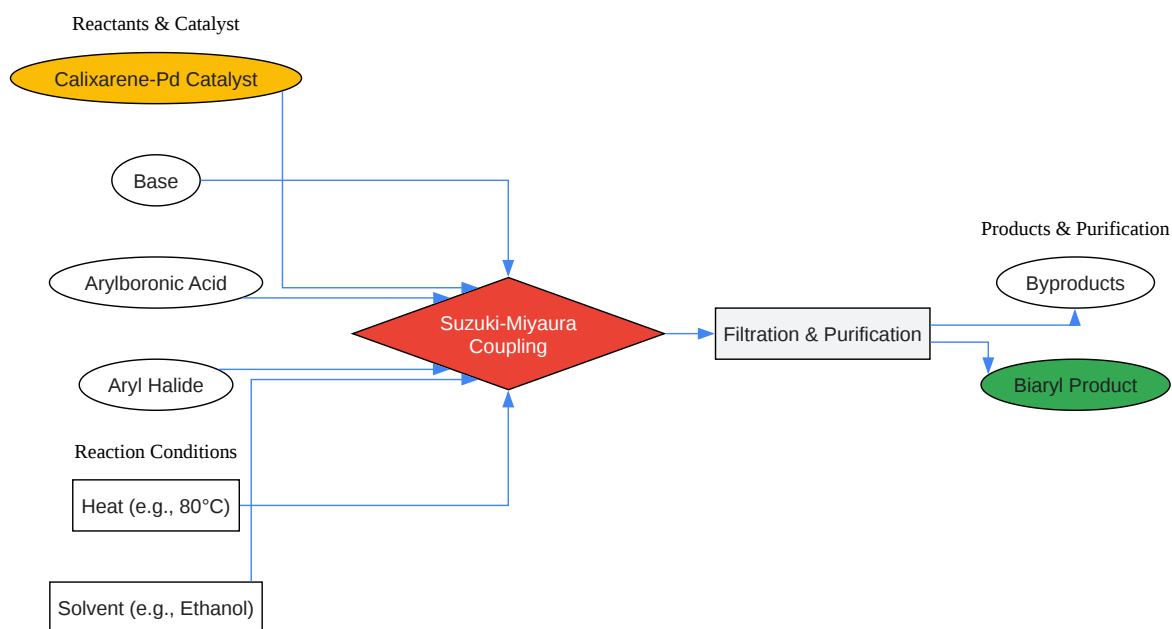 Reactants & Catalyst
Calixarene-Pd Catalyst
Base
Arylboronic Acid
Aryl Halide
Reaction Conditions
Heat (e.g., 80°C)
Solvent (e.g., Ethanol)
Suzuki-Miyaura
Coupling
Filtration & Purification
Products & Purification
Byproducts
Biaryl Product